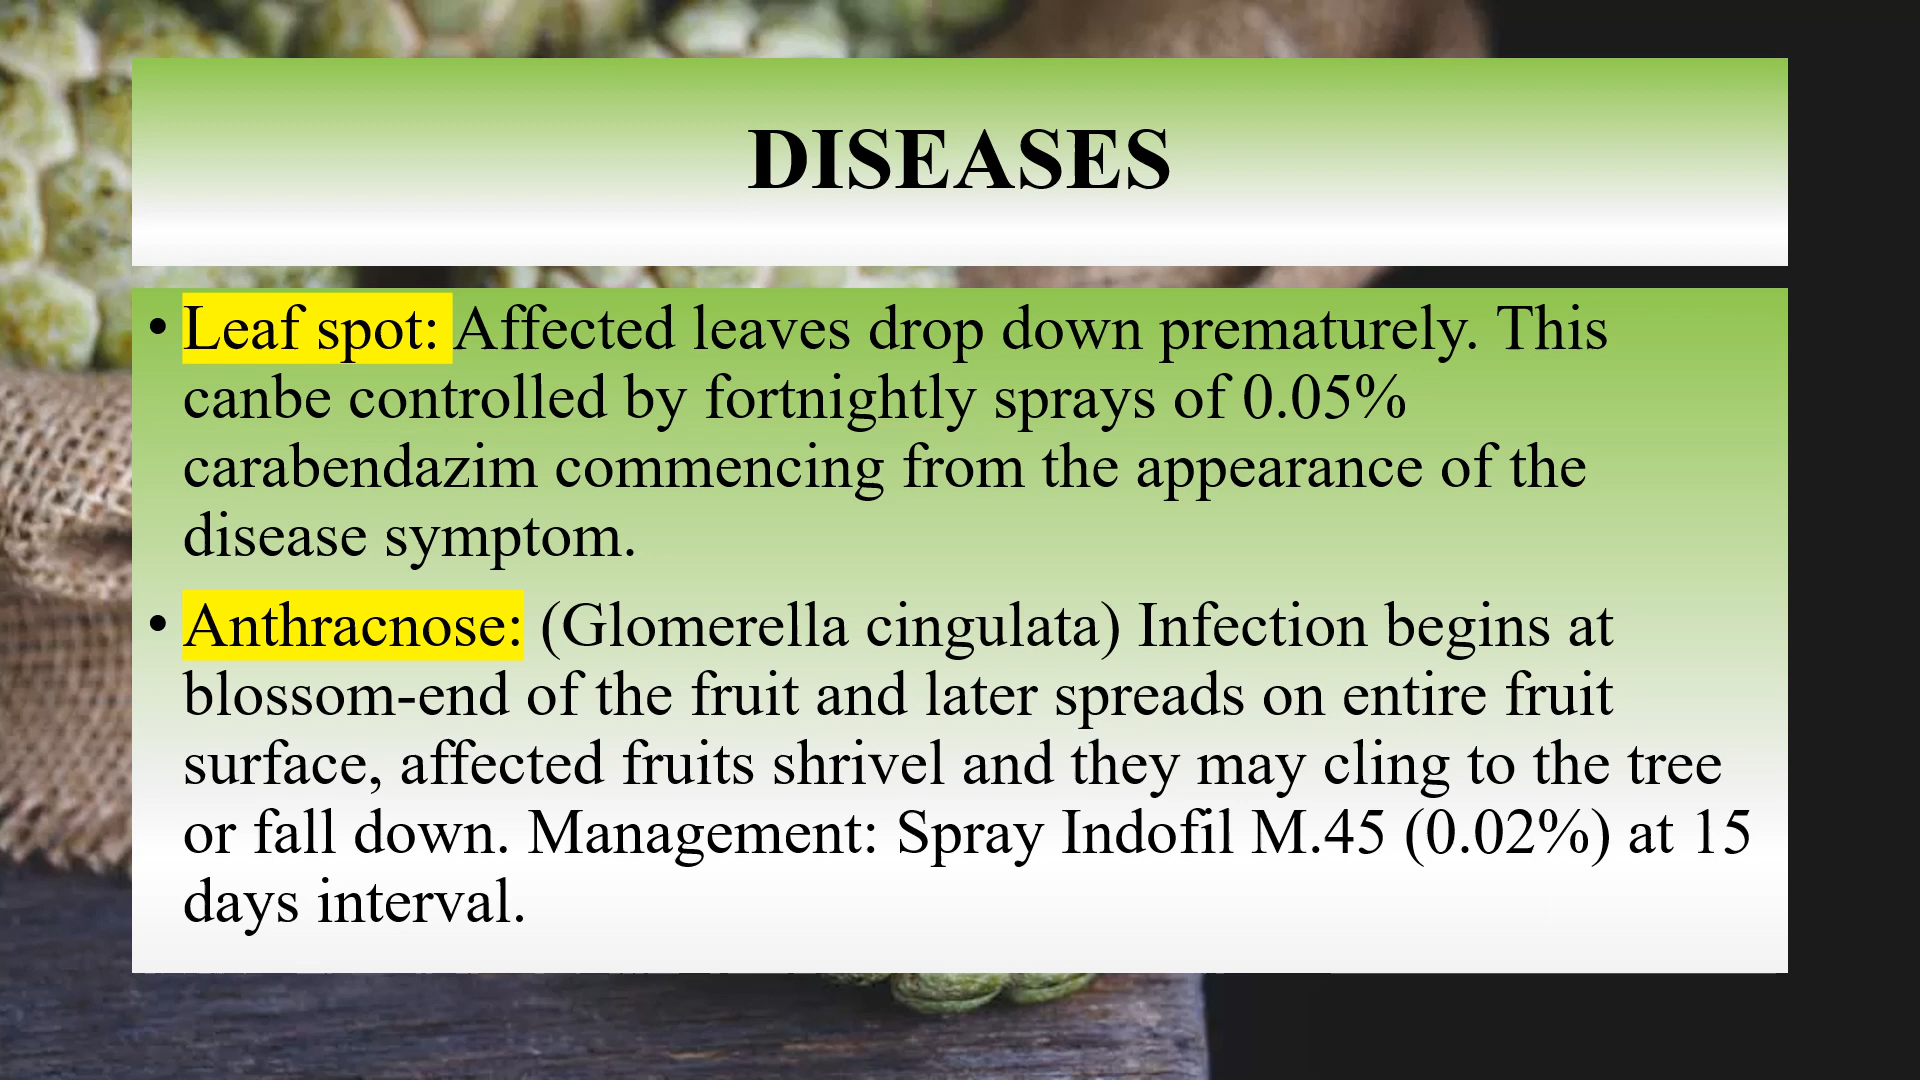 DISEASES
• Leaf spot: Affected leaves drop down prematurely. This
canbe controlled by fortnightly sprays of 0.05%
carabendazim commencing from the appearance of the
disease symptom.
• Anthracnose: (Glomerella cingulata) Infection begins at
blossom-end of the fruit and later spreads on entire fruit
surface, affected fruits shrivel and they may cling to the tree
or fall down. Management: Spray Indofil M.45 (0.02%) at 15
days interval.